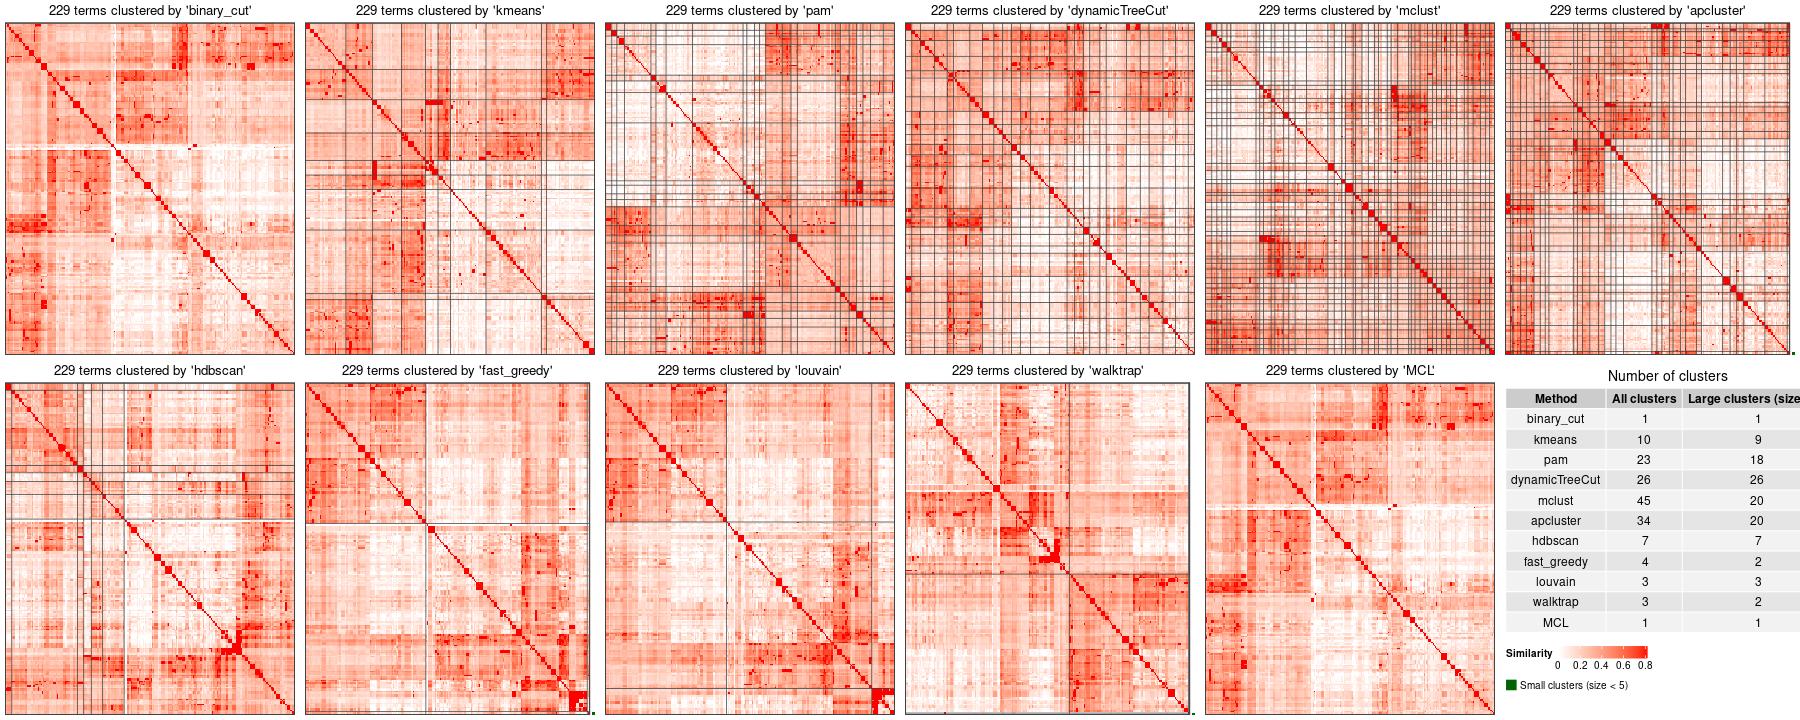 229 terms clustered by 'binary_cut'
229 terms clustered by 'kmeans'
229 terms clustered by 'pam'
229 terms clustered by 'dynamicTreeCut'
229 terms clustered by 'mclust'
229 terms clustered by 'apcluster'
229 terms clustered by 'hdbscan'
229 terms clustered by 'fast_greedy'
229 terms clustered by 'louvain'
229 terms clustered by 'walktrap'
229 terms clustered by 'MCL'
Number of clusters
Method All clusters Large clusters (size
binary_cut 1 1
kmeans 10 9
pam 23 18
dynamicTreeCut 26 26
mclust 45 20
apcluster 34 20
hdbscan 7 7
fast_greedy 4 2
louvain 3 3
walktrap 3 2
MCL 1 1
Similarity
0 0.2 0.4 0.6 0.8
Small clusters (size < 5)